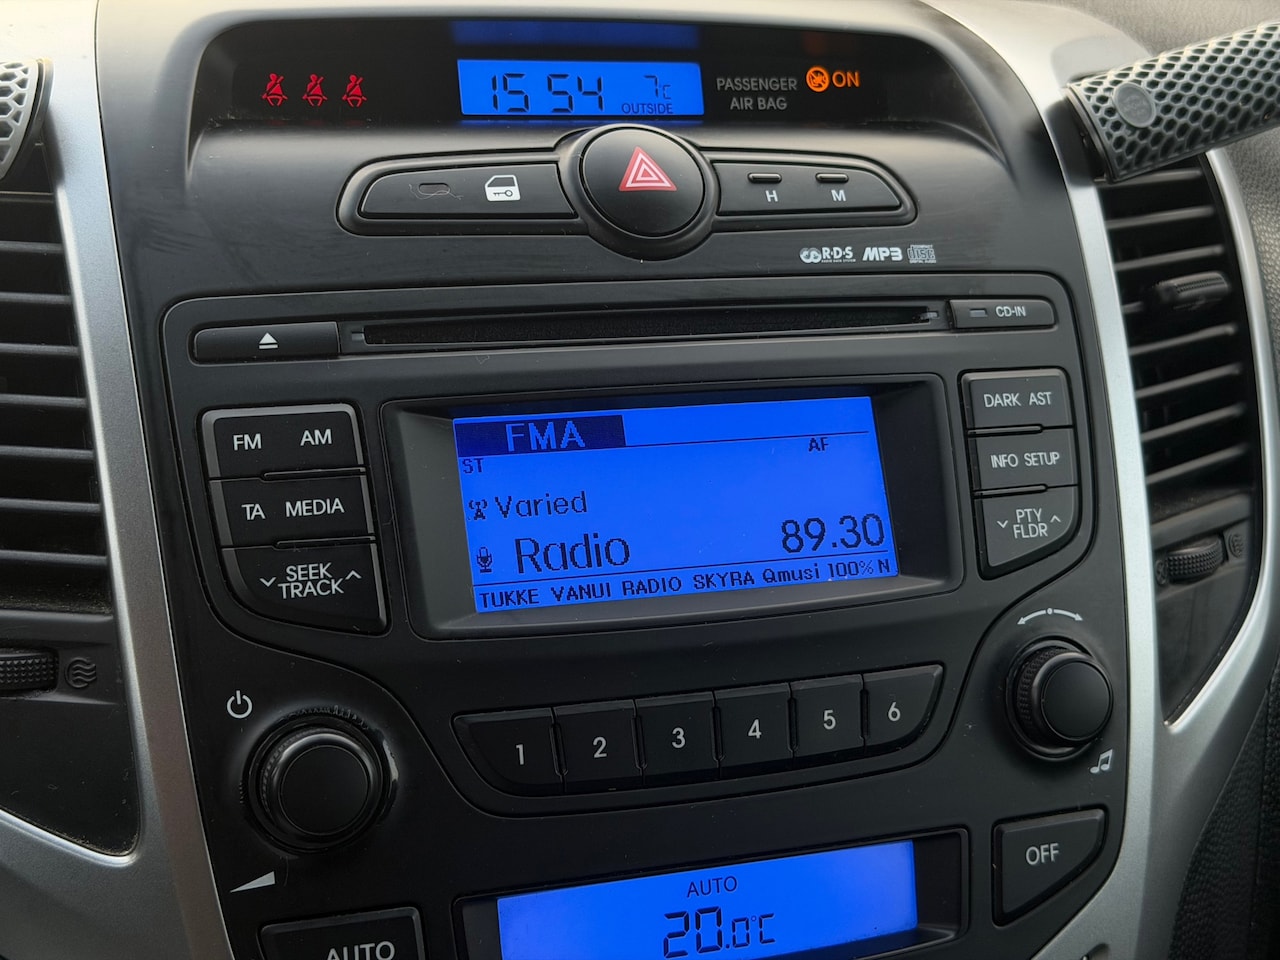 15 54 7°C
OUTSIDE
PASSENGER
AIR BAG
ON
H M
R·D·S
MP3
CD-IN
FM AM
TA MEDIA
SEEK
TRACK
FMA
ST AF
Varied
Radio 89.30
TUKKE VANUI RADIO SKYRA Qmusi 100% N
DARK AST
INFO SETUP
PTY
FLDR
1 2 3 4 5 6
OFF
AUTO
20.0°C
AUTO